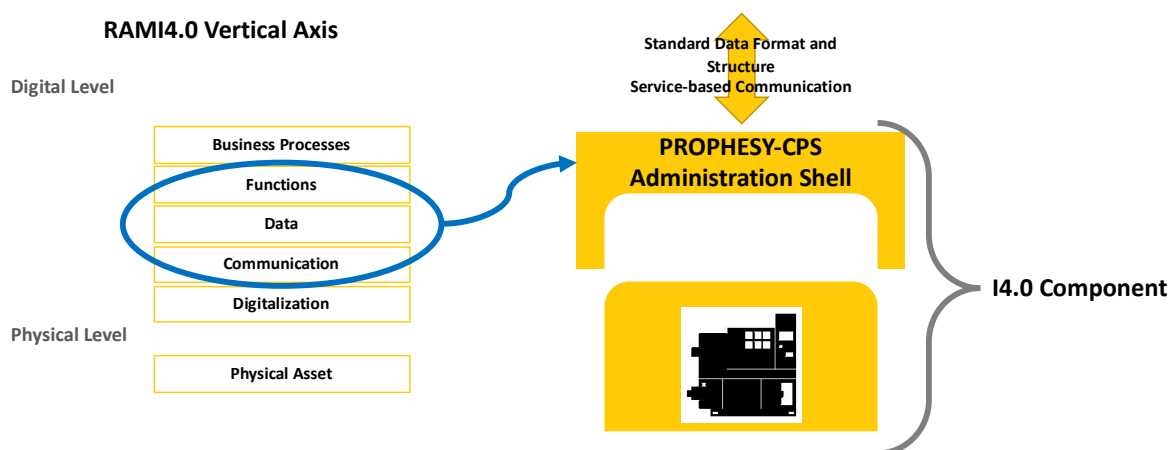 RAMI4.0 Vertical Axis
Digital Level
Business Processes
Functions
Data
Communication
Digitalization
Physical Level
Physical Asset
Standard Data Format and
Structure
Service-based Communication
PROPHESY-CPS
Administration Shell
I4.0 Component